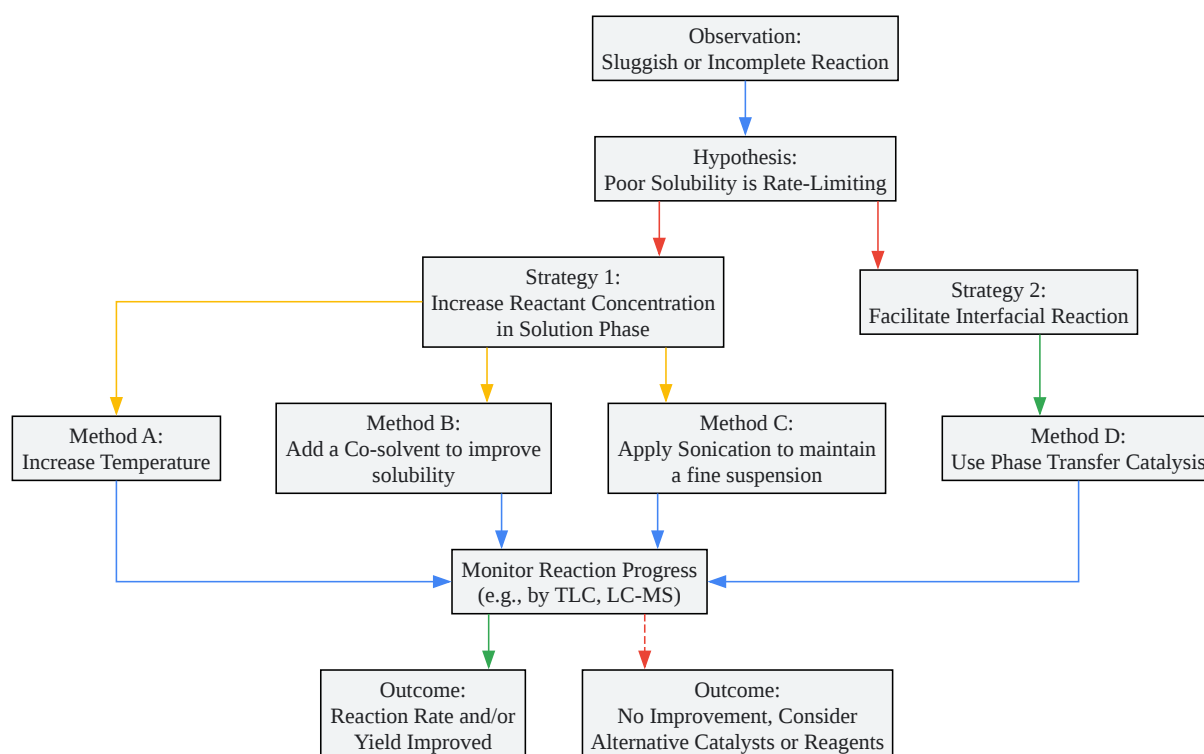 Observation:
Sluggish or Incomplete Reaction
Hypothesis:
Poor Solubility is Rate-Limiting
Strategy 1:
Increase Reactant Concentration
in Solution Phase
Strategy 2:
Facilitate Interfacial Reaction
Method A:
Increase Temperature
Method B:
Add a Co-solvent to improve
solubility
Method C:
Apply Sonication to maintain
a fine suspension
Method D:
Use Phase Transfer Catalysis
Monitor Reaction Progress
(e.g., by TLC, LC-MS)
Outcome:
Reaction Rate and/or
Yield Improved
Outcome:
No Improvement, Consider
Alternative Catalysts or Reagents